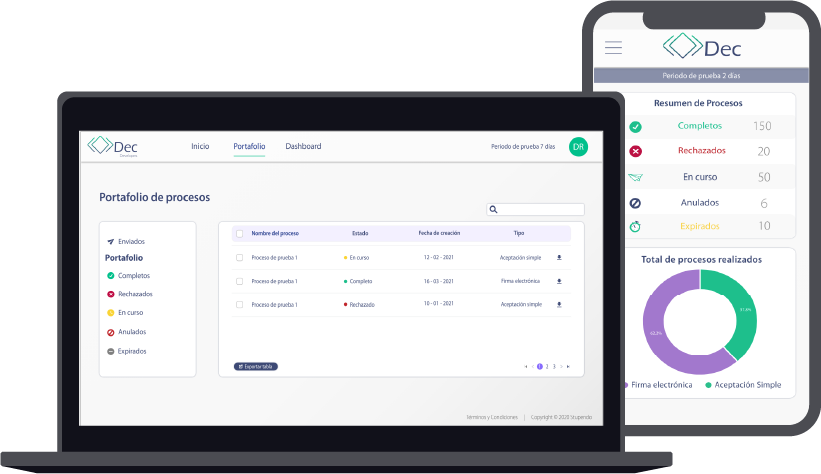 Dec
Developers
Inicio
Portafolio
Dashboard
Periodo de prueba 7 días
DR
Portafolio de procesos
Enviados
Portafolio
Completos
Rechazados
En curso
Anulados
Expirados
Nombre del proceso Estado Fecha de creación Tipo
Proceso de prueba 1 En curso 12 - 02 - 2021 Aceptación simple
Proceso de prueba 1 Completo 16 - 03 - 2021 Firma electrónica
Proceso de prueba 1 Rechazado 10 - 01 - 2021 Aceptación simple
Exportar tabla
1 2 3
Términos y Condiciones | Copyright © 2020 Stupendo
Dec
Periodo de prueba 2 días
Resumen de Procesos
Completos 150
Rechazados 20
En curso 50
Anulados 6
Expirados 10
Total de procesos realizados
Firma electrónica
Aceptación Simple